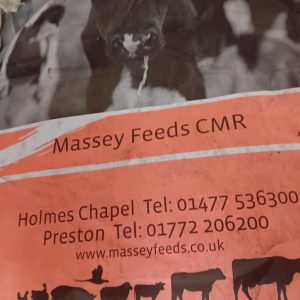 Massey Feeds CMR
Holmes Chapel Tel: 01477 536300
Preston Tel: 01772 206200
www.masseyfeeds.co.uk